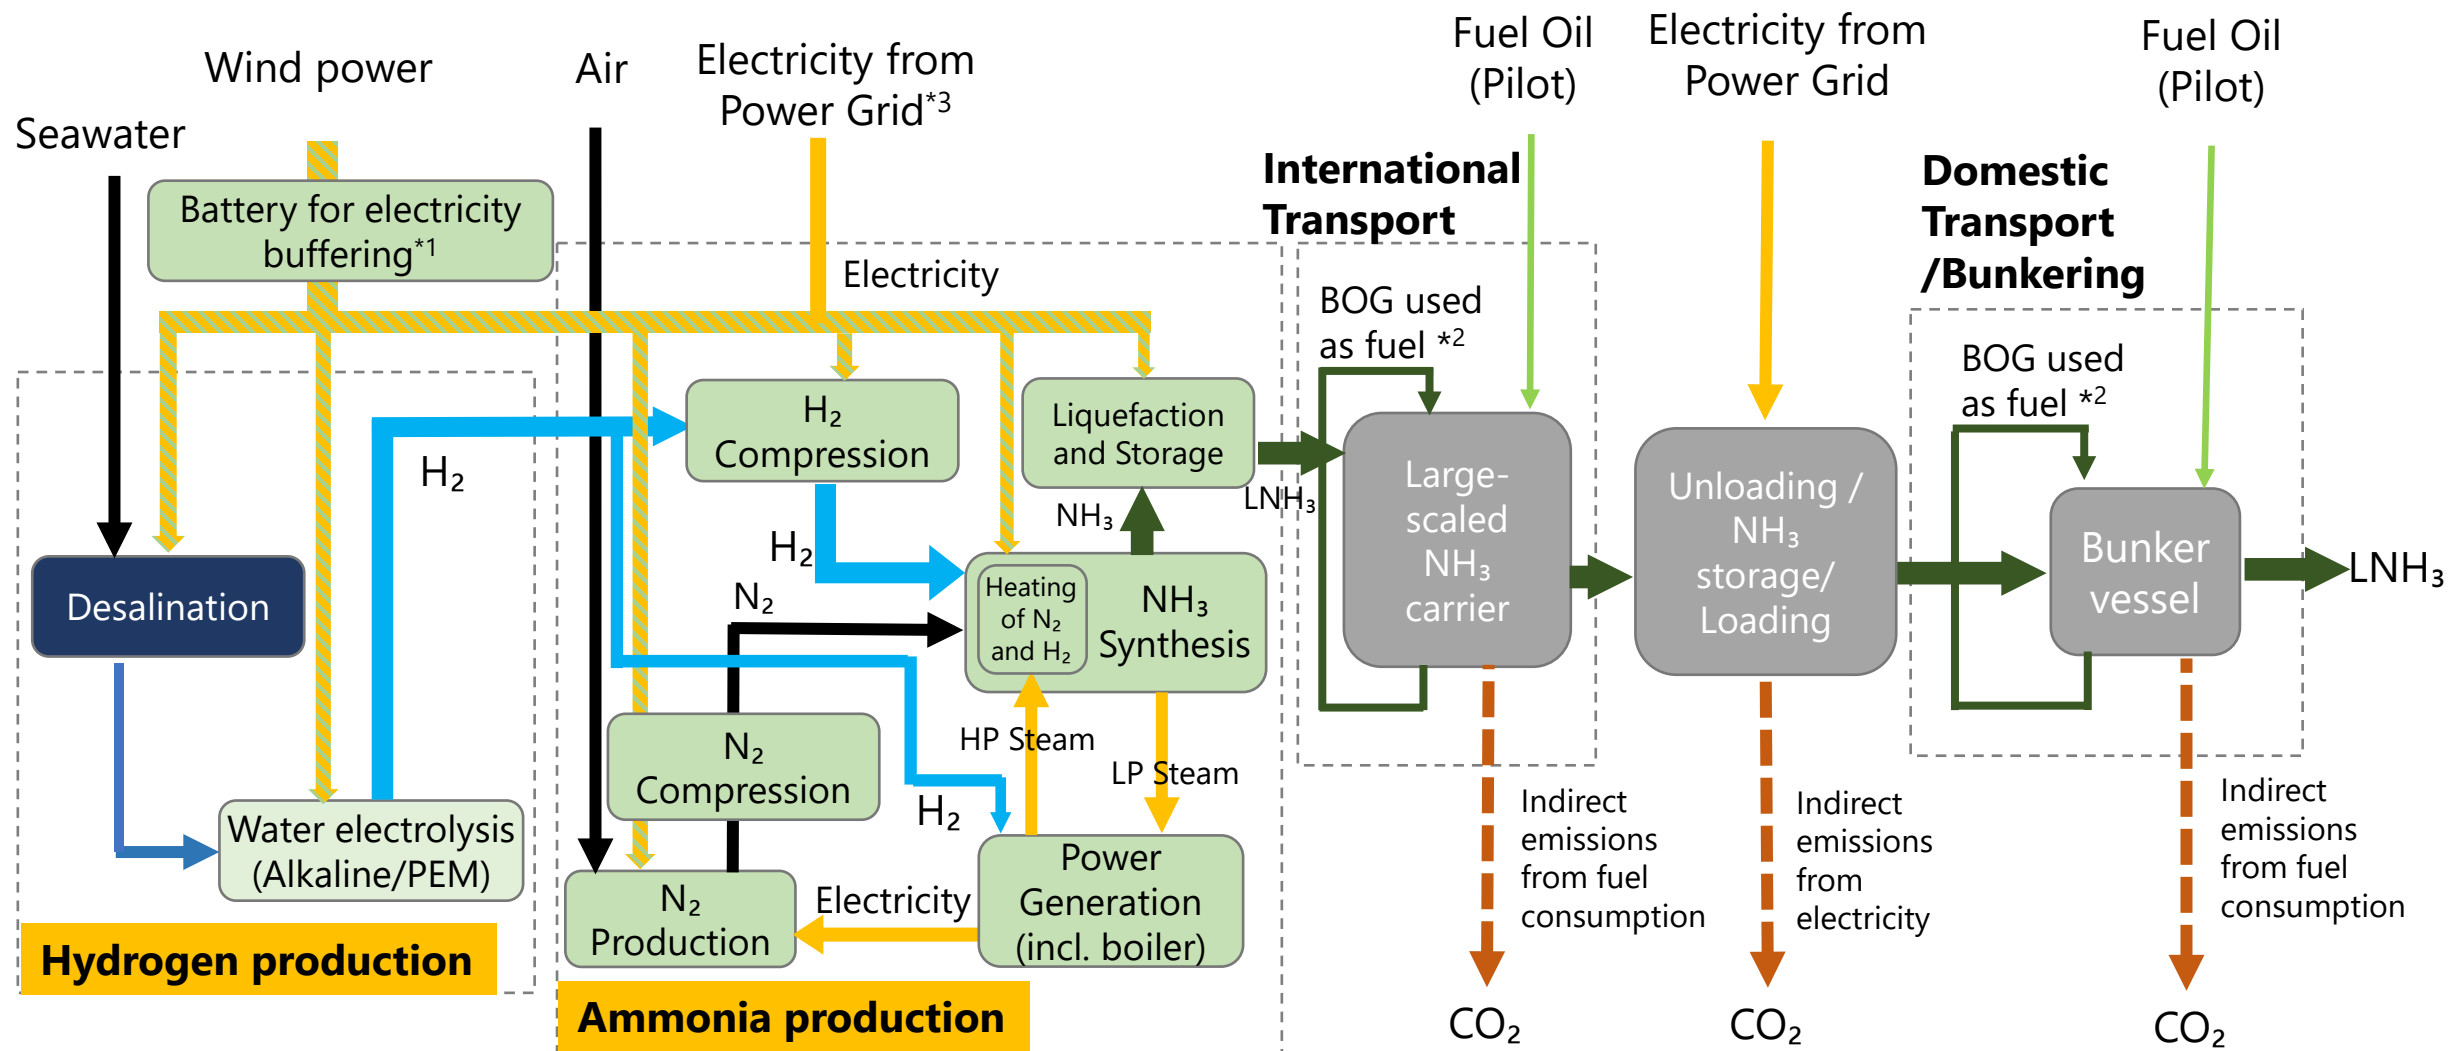 Seawater
Wind power
Air
Electricity from
Power Grid*3
Fuel Oil
(Pilot)
Electricity from
Power Grid
Fuel Oil
(Pilot)
Battery for electricity
buffering*1
Electricity
International
Transport
Domestic
Transport
/Bunkering
BOG used
as fuel *2
BOG used
as fuel *2
H₂
H₂
Compression
Liquefaction
and Storage
LNH₃
NH₃
H₂
N₂
Heating
of N₂
and H₂
NH₃
Synthesis
Large-
scaled
NH₃
carrier
Unloading /
NH₃
storage/
Loading
Bunker
vessel
LNH₃
Desalination
N₂
Compression
HP Steam
LP Steam
H₂
Water electrolysis
(Alkaline/PEM)
N₂
Production
Electricity
Power
Generation
(incl. boiler)
Indirect
emissions
from fuel
consumption
Indirect
emissions
from
electricity
Indirect
emissions
from fuel
consumption
Hydrogen production
Ammonia production
CO₂
CO₂
CO₂